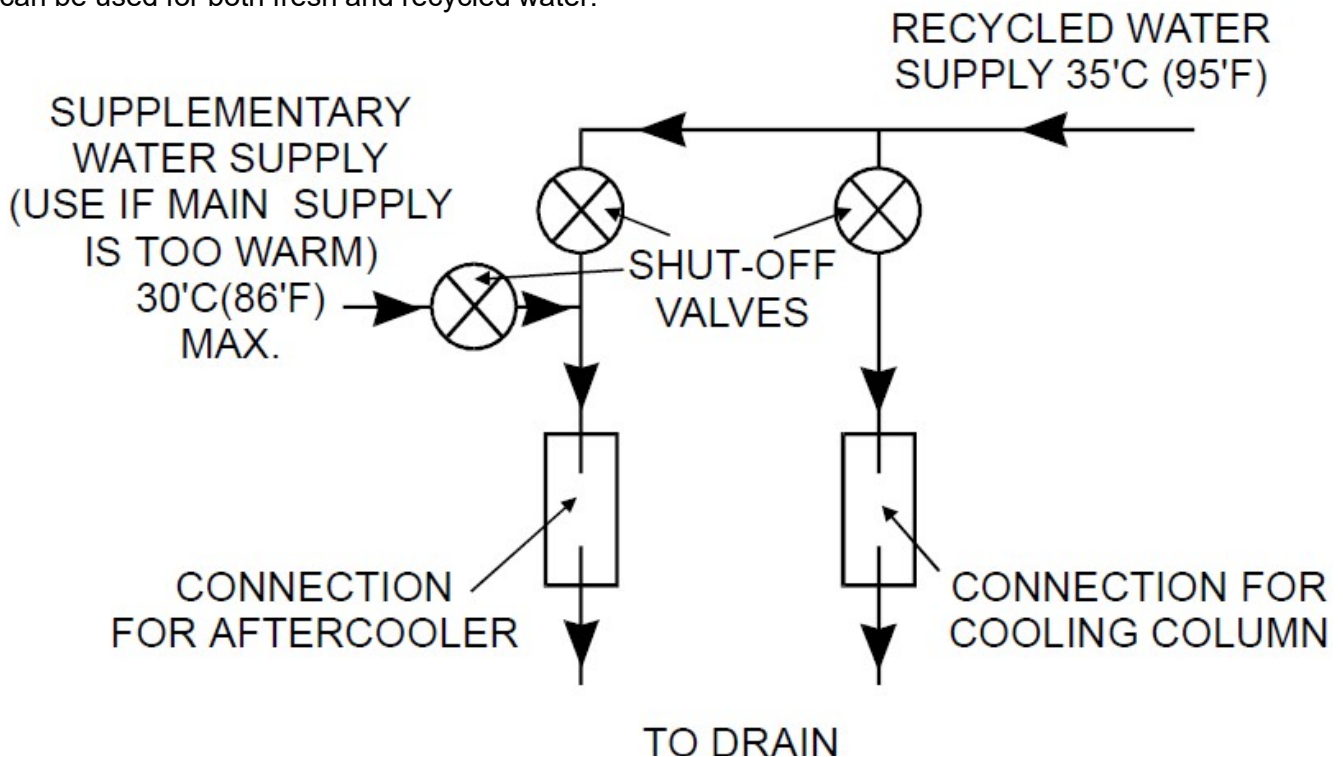 can be used for both fresh and recycled water.
RECYCLED WATER
SUPPLY 35'C (95'F)
SUPPLEMENTARY
WATER SUPPLY
(USE IF MAIN SUPPLY
IS TOO WARM)
30'C(86'F)
MAX.
SHUT-OFF
VALVES
CONNECTION
FOR AFTERCOOLER
CONNECTION FOR
COOLING COLUMN
TO DRAIN